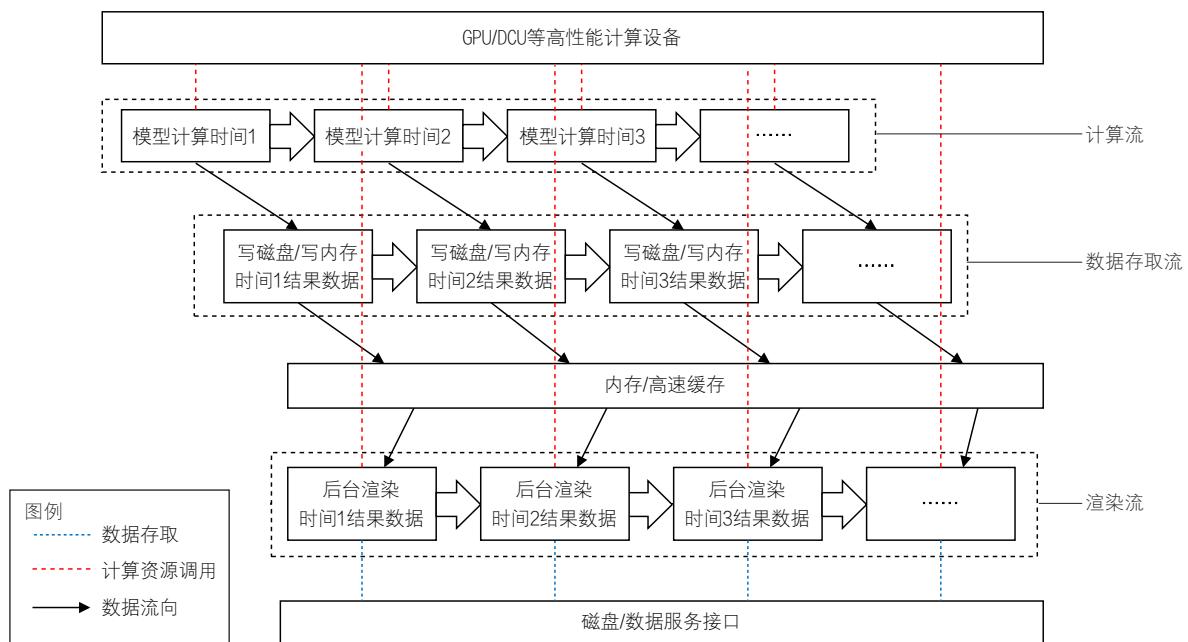 GPU/DCU等高性能计算设备
模型计算时间1
模型计算时间2
模型计算时间3
……
计算流
写磁盘/写内存
时间1结果数据
写磁盘/写内存
时间2结果数据
写磁盘/写内存
时间3结果数据
……
数据存取流
内存/高速缓存
后台渲染
时间1结果数据
后台渲染
时间2结果数据
后台渲染
时间3结果数据
……
渲染流
图例
数据存取
计算资源调用
数据流向
磁盘/数据服务接口